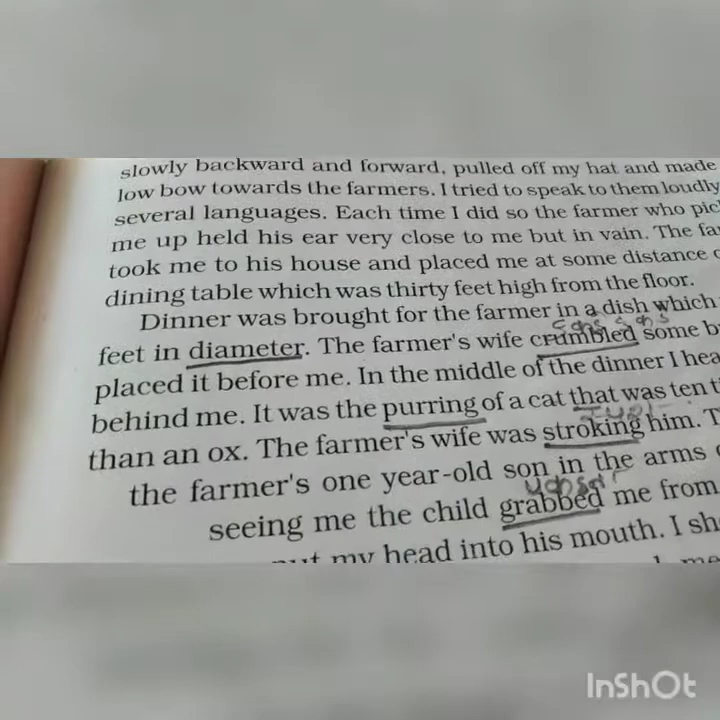 slowly backward and forward, pulled off my hat and made
low bow towards the farmers. I tried to speak to them loudly
several languages. Each time I did so the farmer who
me up held his ear very close to me but in vain. The
took me to his house and placed me at some distance
dining table which was thirty feet high from the floor.
Dinner was brought for the farmer in a dish which
feet in diameter. The farmer's wife crumbled some
placed it before me. In the middle of the dinner I
behind me. It was the purring of a cat that was ten
than an ox. The farmer's wife was stroking him.
the farmer's one year-old son in the arms
seeing me the child grabbed me from
my head into his mouth. I
InShOt